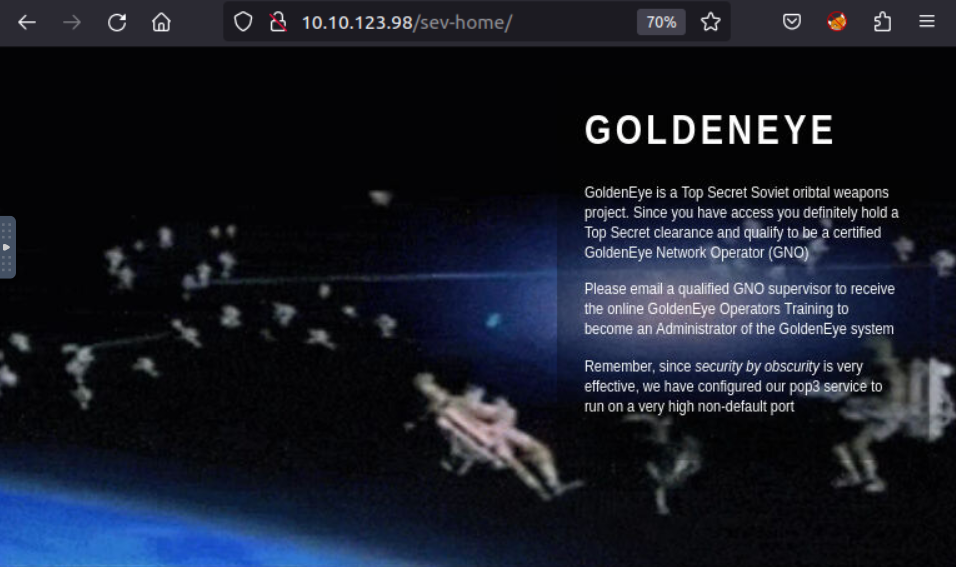 10.10.123.98/sev-home/
70%
GOLDENEYE
GoldenEye is a Top Secret Soviet oribtal weapons
project. Since you have access you definitely hold a
Top Secret clearance and qualify to be a certified
GoldenEye Network Operator (GNO)
Please email a qualified GNO supervisor to receive
the online GoldenEye Operators Training to
become an Administrator of the GoldenEye system
Remember, since security by obscurity is very
effective, we have configured our pop3 service to
run on a very high non-default port